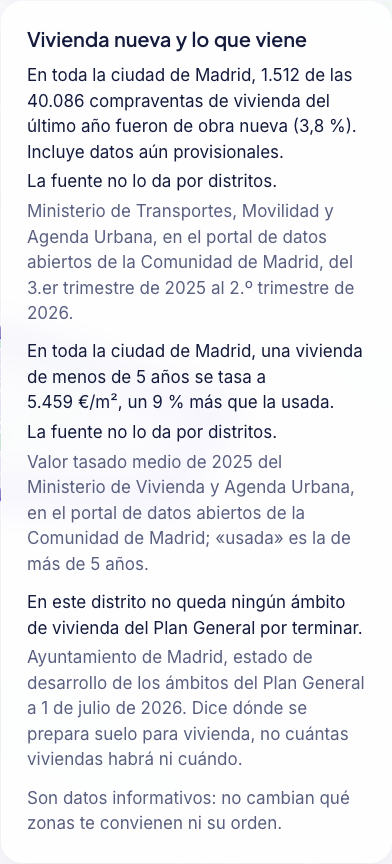 Vivienda nueva y lo que viene
En toda la ciudad de Madrid, 1.512 de las
40.086 compraventas de vivienda del
último año fueron de obra nueva (3,8 %).
Incluye datos aún provisionales.
La fuente no lo da por distritos.
Ministerio de Transportes, Movilidad y
Agenda Urbana, en el portal de datos
abiertos de la Comunidad de Madrid, del
3.er trimestre de 2025 al 2.º trimestre de
2026.
En toda la ciudad de Madrid, una vivienda
de menos de 5 años se tasa a
5.459 €/m², un 9 % más que la usada.
La fuente no lo da por distritos.
Valor tasado medio de 2025 del
Ministerio de Vivienda y Agenda Urbana,
en el portal de datos abiertos de la
Comunidad de Madrid; «usada» es la de
más de 5 años.
En este distrito no queda ningún ámbito
de vivienda del Plan General por terminar.
Ayuntamiento de Madrid, estado de
desarrollo de los ámbitos del Plan General
a 1 de julio de 2026. Dice dónde se
prepara suelo para vivienda, no cuántas
viviendas habrá ni cuándo.
Son datos informativos: no cambian qué
zonas te convienen ni su orden.